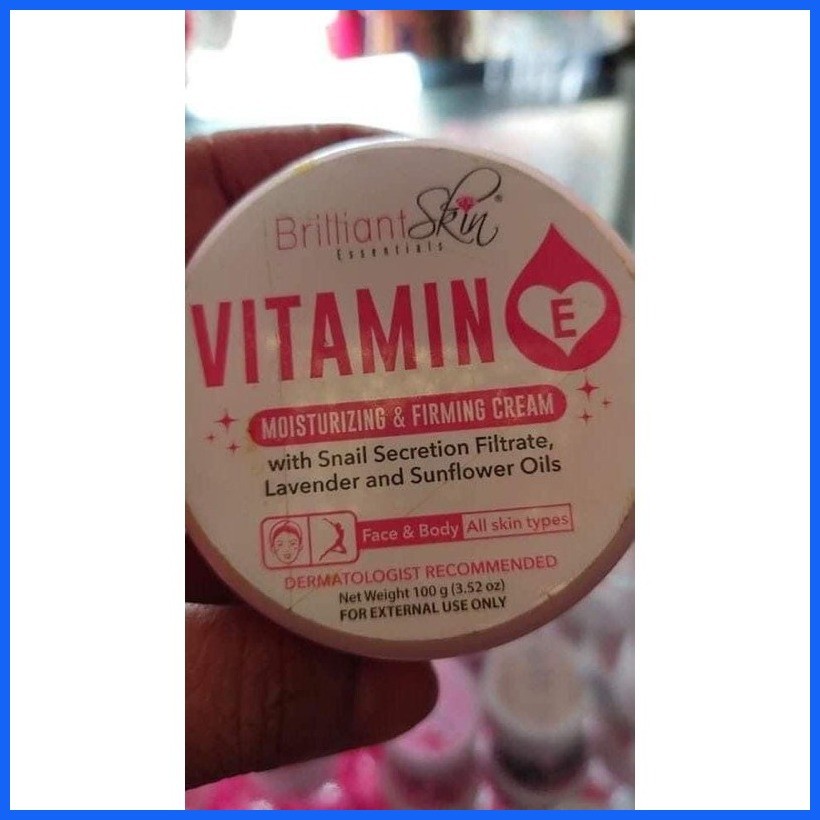 Brilliant Skin®
Essentials
VITAMIN E
MOISTURIZING & FIRMING CREAM
with Snail Secretion Filtrate,
Lavender and Sunflower Oils
Face & Body All skin types
DERMATOLOGIST RECOMMENDED
Net Weight 100 g (3.52 oz)
FOR EXTERNAL USE ONLY